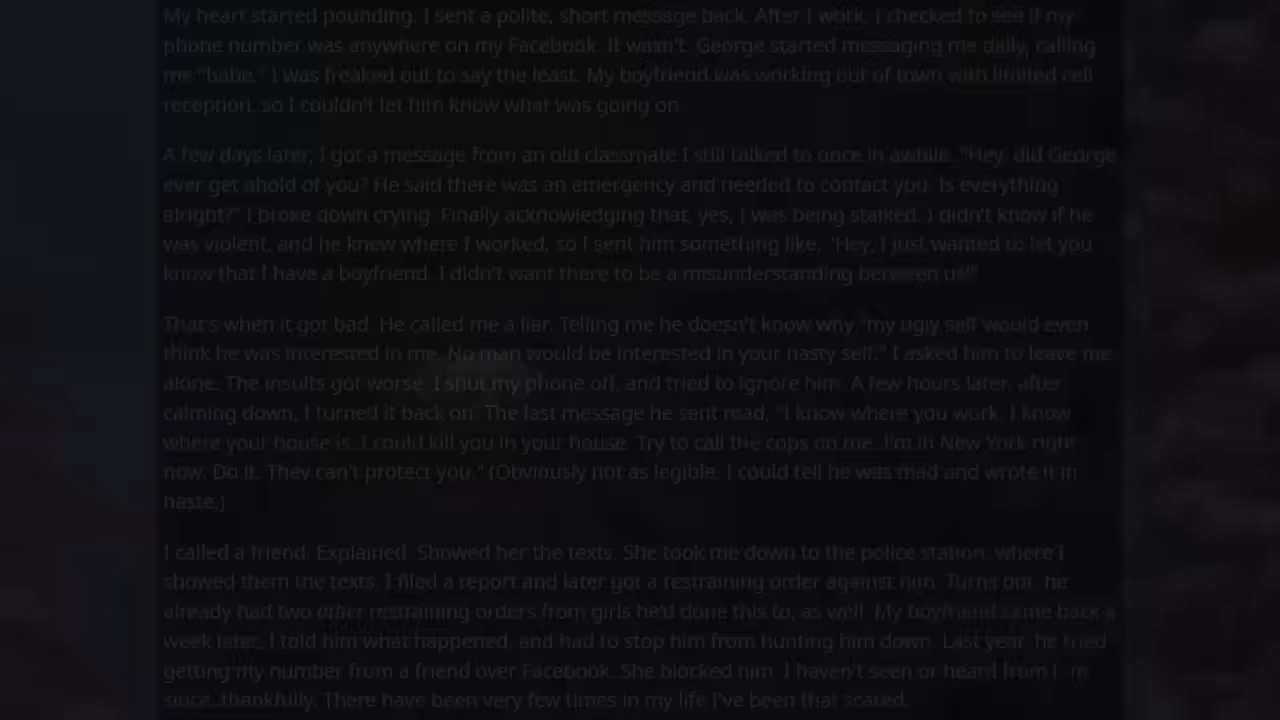 My heart started pounding. I sent a polite, short message back. After I work, I checked to see if my
phone number was anywhere on my Facebook. It wasn't. George started messaging me daily, calling
me "babe." I was freaked out to say the least. My boyfriend was working out of town with limited cell
reception, so I couldn't let him know what was going on.
A few days later, I got a message from an old classmate I still talked to once in awhile. "Hey, did George
ever get ahold of you? He said there was an emergency and needed to contact you. Is everything
alright?" I broke down crying. Finally acknowledging that, yes, I was being stalked. I didn't know if he
was violent, and he knew where I worked, so I sent him something like, "Hey, I just wanted to let you
know that I have a boyfriend. I didn't want there to be a misunderstanding between us!"
That's when it got bad. He called me a liar. Telling me he doesn't know why "my ugly self would even
think he was interested in me. No man would be interested in your nasty self." I asked him to leave me
alone. The insults got worse. I shut my phone off, and tried to ignore him. A few hours later, after
calming down, I turned it back on. The last message he sent read, "I know where you work. I know
where your house is. I could kill you in your house. Try to call the cops on me. I'm in New York right
now. Do it. They can't protect you." (Obviously not as legible. I could tell he was mad and wrote it in
haste.)
I called a friend. Explained. Showed her the texts. She took me down to the police station, where I
showed them the texts. I filed a report and later got a restraining order against him. Turns out, he
already had two other restraining orders from girls he'd done this to, as well. My boyfriend came back a
week later, I told him what happened, and had to stop him from hunting him down. Last year, he tried
getting my number from a friend over Facebook. She blocked him. I haven't seen or heard from him
since, thankfully. There have been very few times in my life I've been that scared.